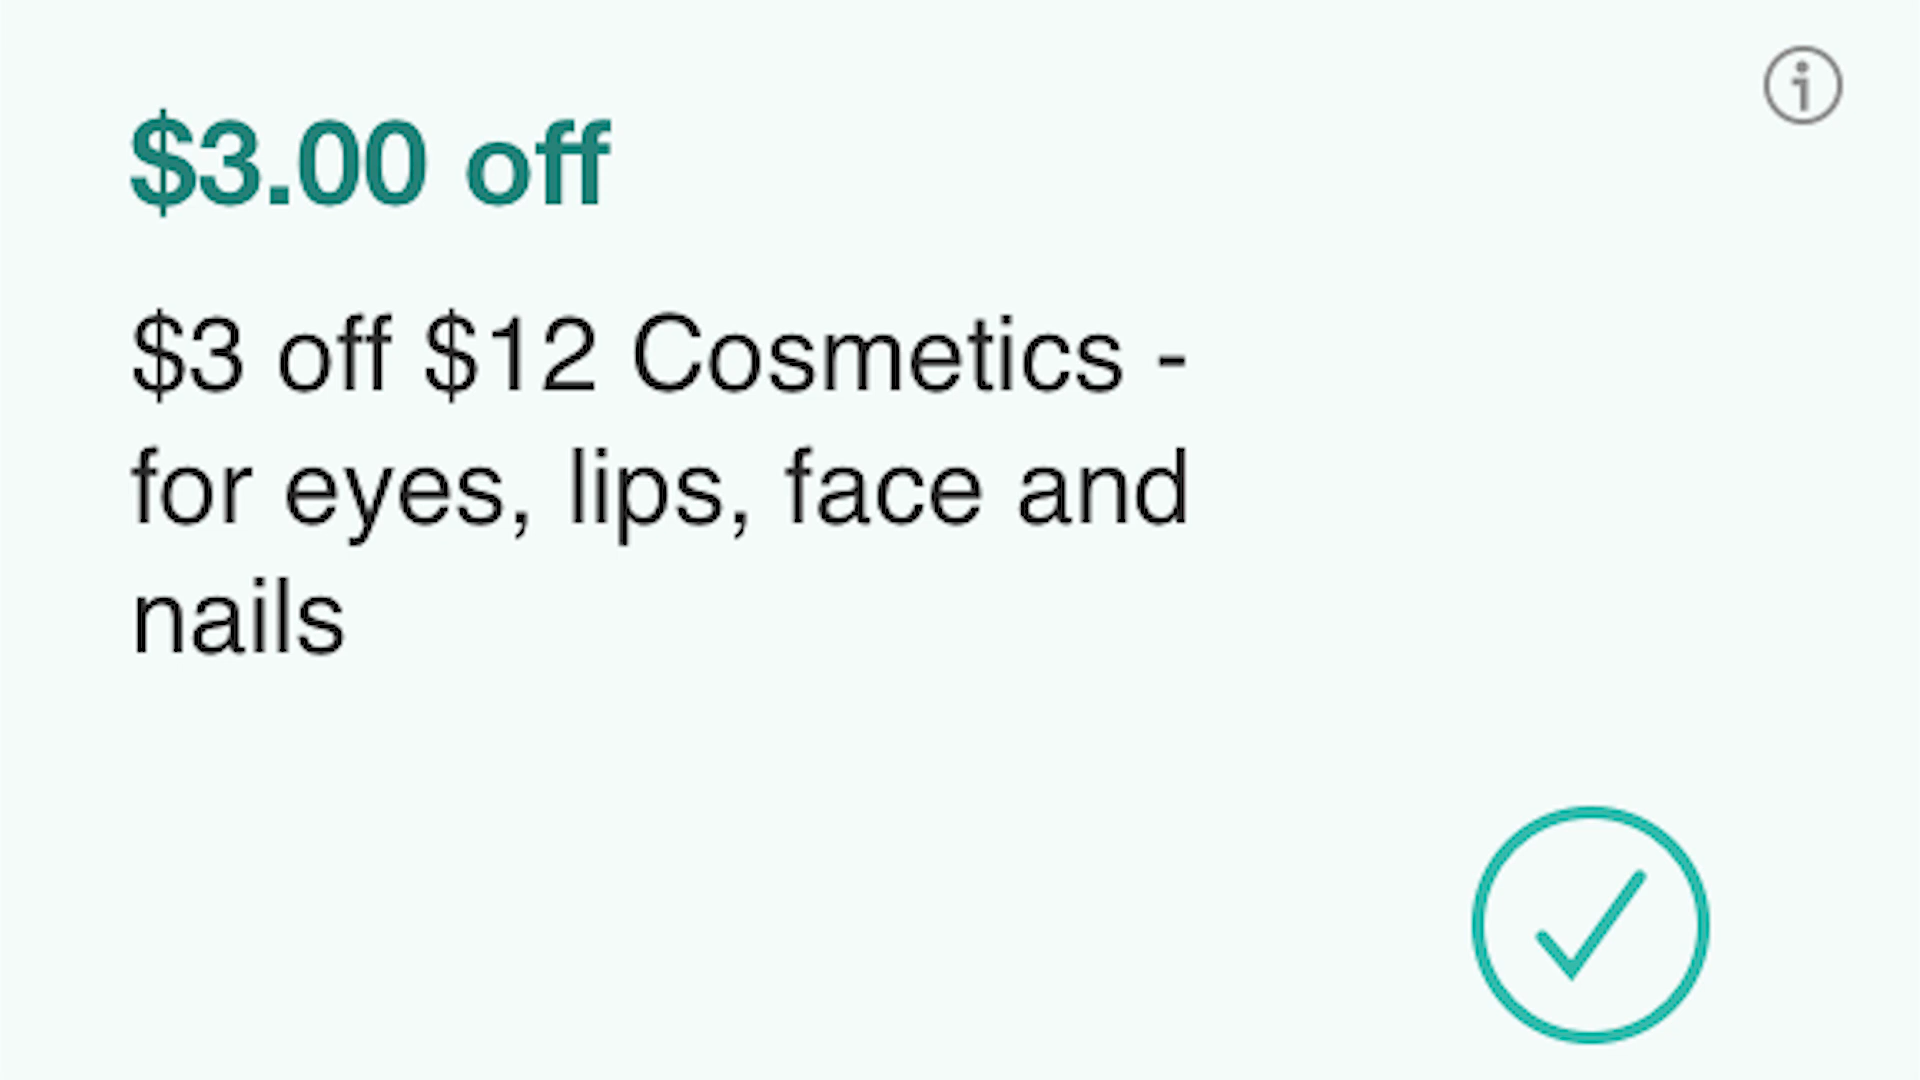 $3.00 off
$3 off $12 Cosmetics -
for eyes, lips, face and
nails